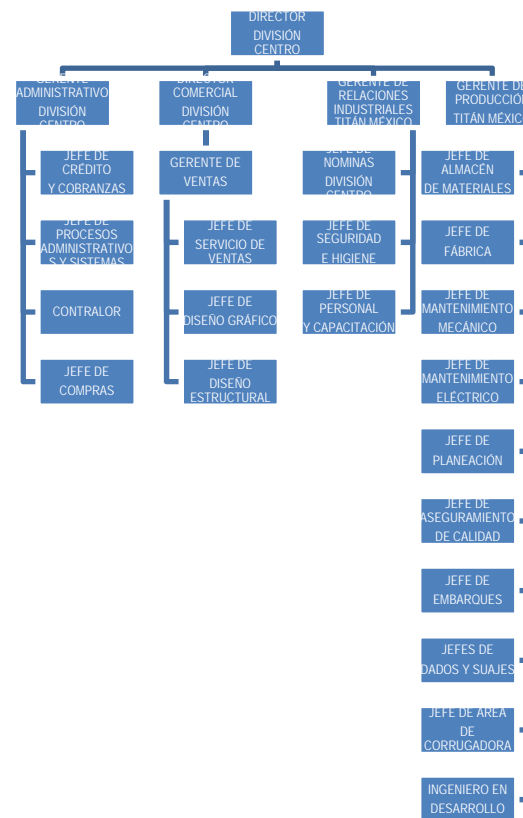 DIRECTOR
DIVISIÓN
CENTRO
GERENTE
ADMINISTRATIVO
DIVISIÓN
CENTRO
DIRECTOR
COMERCIAL
DIVISIÓN
CENTRO
GERENTE DE
RELACIONES
INDUSTRIALES
TITÁN MÉXICO
GERENTE DE
PRODUCCIÓN
TITÁN MÉXICO
JEFE DE
CRÉDITO
Y COBRANZAS
JEFE DE
PROCESOS
ADMINISTRATIVO
S Y SISTEMAS
CONTRALOR
JEFE DE
COMPRAS
GERENTE DE
VENTAS
JEFE DE
SERVICIO DE
VENTAS
JEFE DE
DISEÑO GRÁFICO
JEFE DE
DISEÑO
ESTRUCTURAL
JEFE DE
NOMINAS
DIVISIÓN
CENTRO
JEFE DE
SEGURIDAD
E HIGIENE
JEFE DE
PERSONAL
Y CAPACITACIÓN
JEFE DE
ALMACÉN
DE MATERIALES
JEFE DE
FÁBRICA
JEFE DE
MANTENIMIENTO
MECÁNICO
JEFE DE
MANTENIMIENTO
ELÉCTRICO
JEFE DE
PLANEACIÓN
JEFE DE
ASEGURAMIENTO
DE CALIDAD
JEFE DE
EMBARQUES
JEFES DE
DADOS Y SUAJES
JEFE DE ÁREA
DE
CORRUGADORA
INGENIERO EN
DESARROLLO